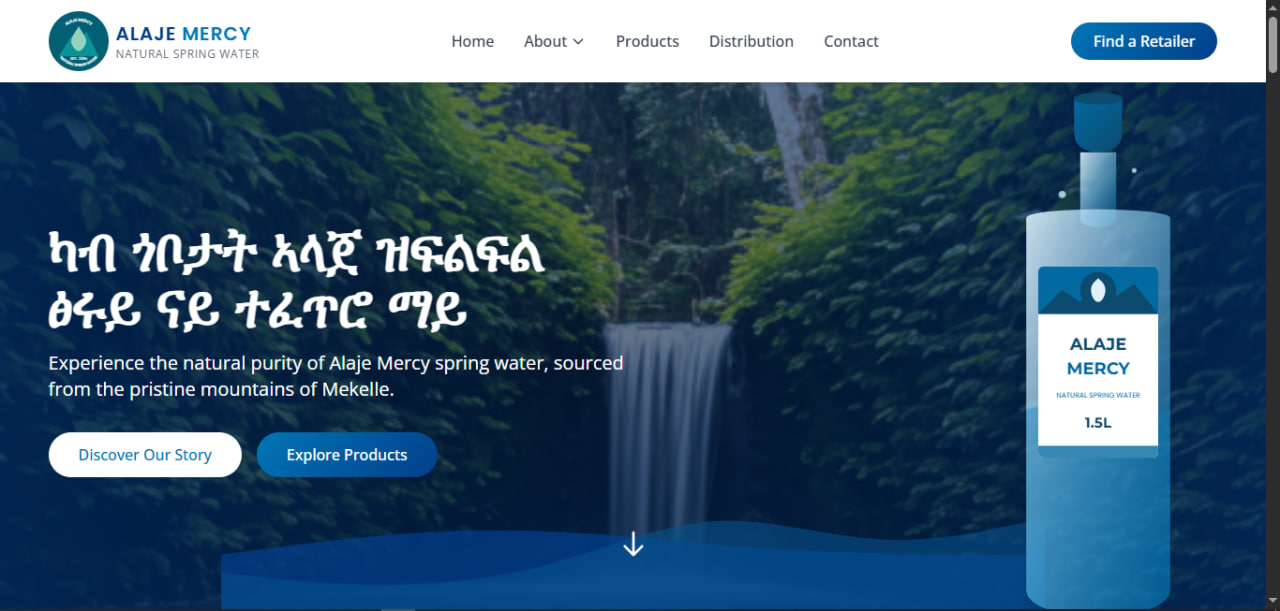 ALAJE MERCY
NATURAL SPRING WATER
Home
About
Products
Distribution
Contact
Find a Retailer
ካብ ጎቦታት ኣላጀ ዝፍልፍል
ፅሩይ ናይ ተፈጥሮ ማይ
Experience the natural purity of Alaje Mercy spring water, sourced
from the pristine mountains of Mekelle.
Discover Our Story
Explore Products
ALAJE
MERCY
NATURAL SPRING WATER
1.5L